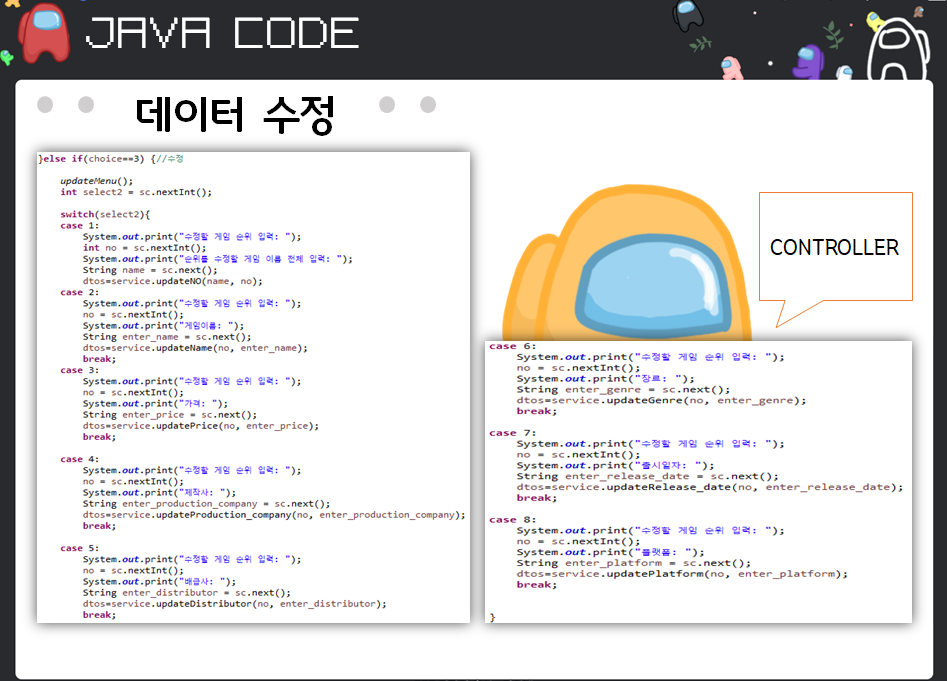 JAVA CODE
데이터 수정
}else if(choice==3) {//수정
updateMenu();
int select2 = sc.nextInt();
switch(select2){
case 1:
System.out.print("수정할 게임 순위 입력: ");
int no = sc.nextInt();
System.out.print("순위를 수정할 게임 이름 전체 입력: ");
String name = sc.next();
dtos=service.updateNO(name, no);
case 2:
System.out.print("수정할 게임 순위 입력: ");
no = sc.nextInt();
System.out.print("게임이름: ");
String enter_name = sc.next();
dtos=service.updateName(no, enter_name);
break;
case 3:
System.out.print("수정할 게임 순위 입력: ");
no = sc.nextInt();
System.out.print("가격: ");
String enter_price = sc.next();
dtos=service.updatePrice(no, enter_price);
break;
case 4:
System.out.print("수정할 게임 순위 입력: ");
no = sc.nextInt();
System.out.print("제작사: ");
String enter_production_company = sc.next();
dtos=service.updateProduction_company(no, enter_production_company);
break;
case 5:
System.out.print("수정할 게임 순위 입력: ");
no = sc.nextInt();
System.out.print("배급사: ");
String enter_distributor = sc.next();
dtos=service.updateDistributor(no, enter_distributor);
break;
CONTROLLER
case 6:
System.out.print("수정할 게임 순위 입력: ");
no = sc.nextInt();
System.out.print("장르: ");
String enter_genre = sc.next();
dtos=service.updateGenre(no, enter_genre);
break;
case 7:
System.out.print("수정할 게임 순위 입력: ");
no = sc.nextInt();
System.out.print("출시일자: ");
String enter_release_date = sc.next();
dtos=service.updateRelease_date(no, enter_release_date);
break;
case 8:
System.out.print("수정할 게임 순위 입력: ");
no = sc.nextInt();
System.out.print("플랫폼: ");
String enter_platform = sc.next();
dtos=service.updatePlatform(no, enter_platform);
break;
}